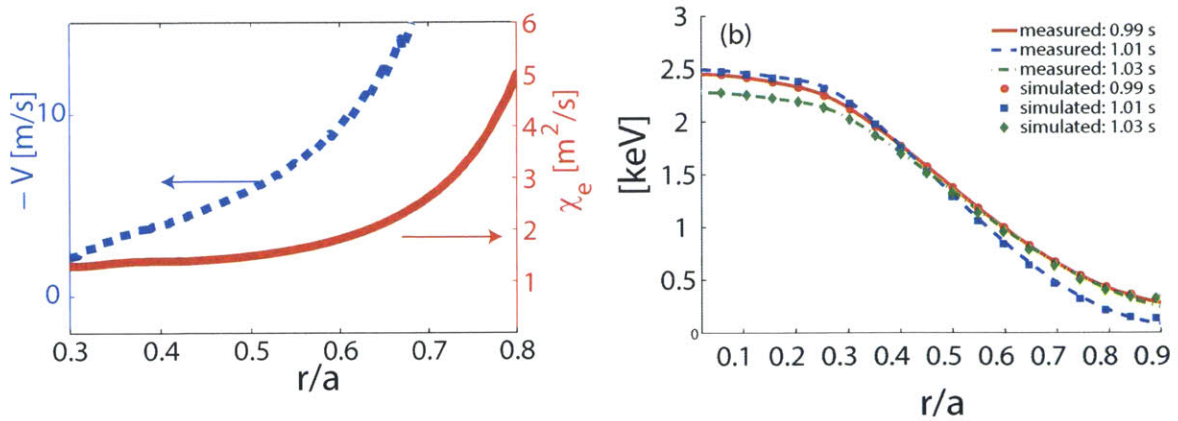 10
0
− V [m/s]
6
5
4
3
2
1
χe [m²/s]
0.3 0.4 0.5 0.6 0.7 0.8
r/a
(b)
3
2.5
2
1.5
1
0.5
0
[keV]
measured: 0.99 s
measured: 1.01 s
measured: 1.03 s
simulated: 0.99 s
simulated: 1.01 s
simulated: 1.03 s
0.1 0.2 0.3 0.4 0.5 0.6 0.7 0.8 0.9
r/a